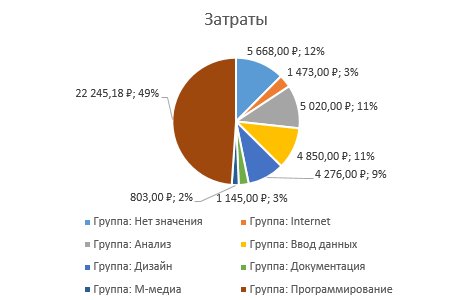 Затраты
5 668,00 ₽; 12%
1 473,00 ₽; 3%
5 020,00 ₽; 11%
4 850,00 ₽; 11%
4 276,00 ₽; 9%
1 145,00 ₽; 3%
803,00 ₽; 2%
22 245,18 ₽; 49%
Группа: Нет значения
Группа: Internet
Группа: Анализ
Группа: Ввод данных
Группа: Дизайн
Группа: Документация
Группа: М-медиа
Группа: Программирование